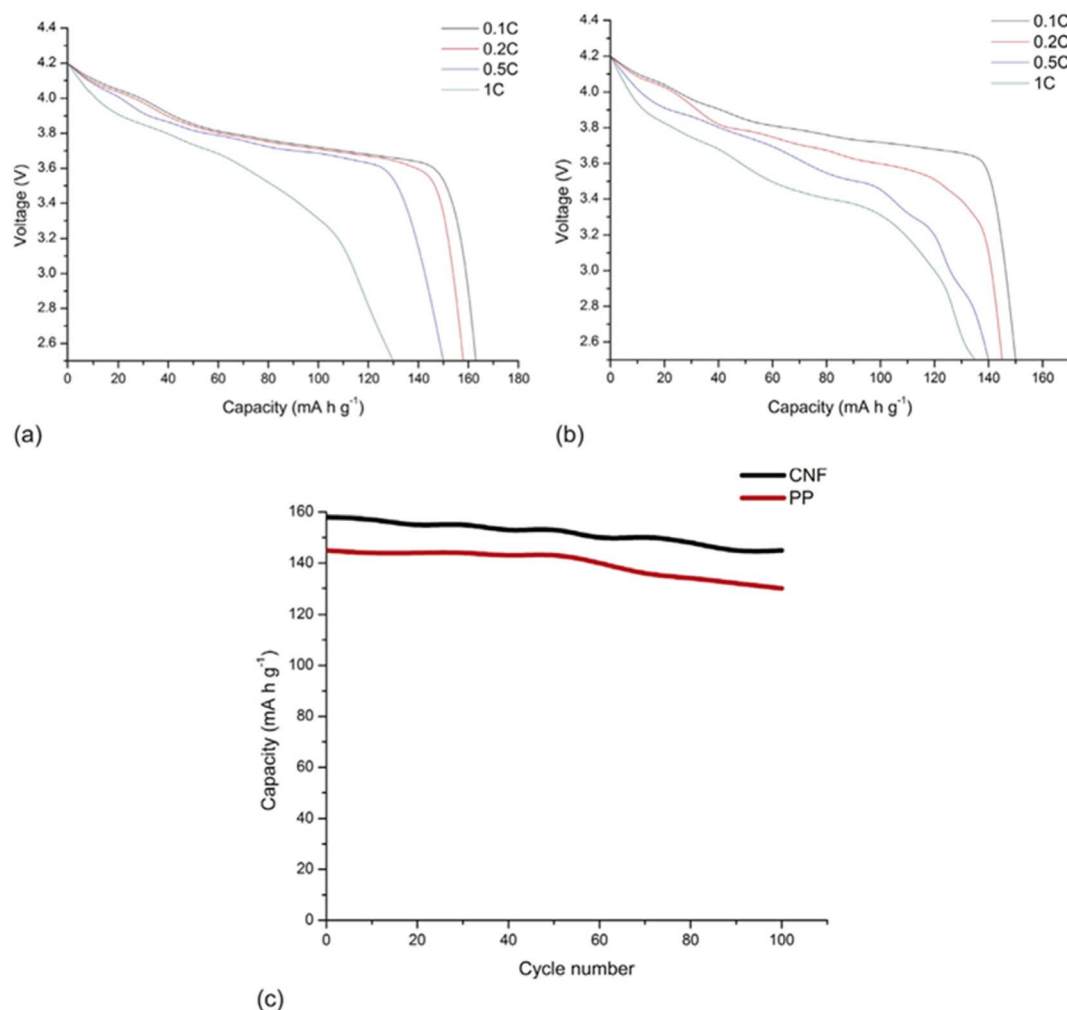 4.4
4.2
4.0
3.8
3.6
3.4
3.2
3.0
2.8
2.6
Voltage (V)
0 20 40 60 80 100 120 140 160 180
Capacity (mA h g⁻¹)
0.1C
0.2C
0.5C
1C
(a)
4.4
4.2
4.0
3.8
3.6
3.4
3.2
3.0
2.8
2.6
Voltage (V)
0 20 40 60 80 100 120 140 160
Capacity (mA h g⁻¹)
0.1C
0.2C
0.5C
1C
(b)
CNF
PP
160
140
120
100
80
60
40
20
0
Capacity (mA h g⁻¹)
0 20 40 60 80 100
Cycle number
(c)